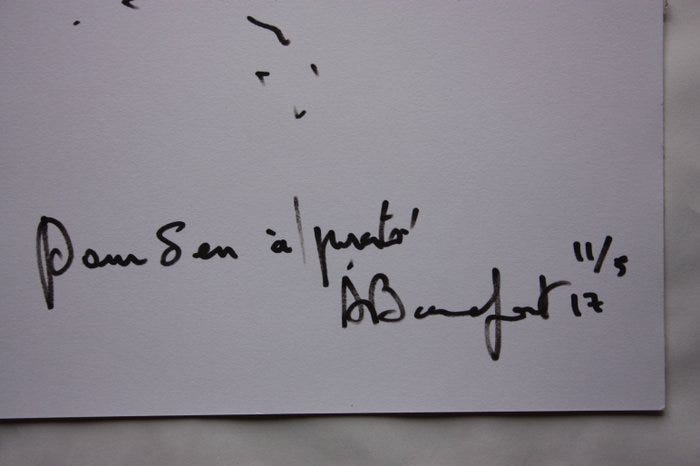 Pour Sen à
A Beaufort 11/5
17